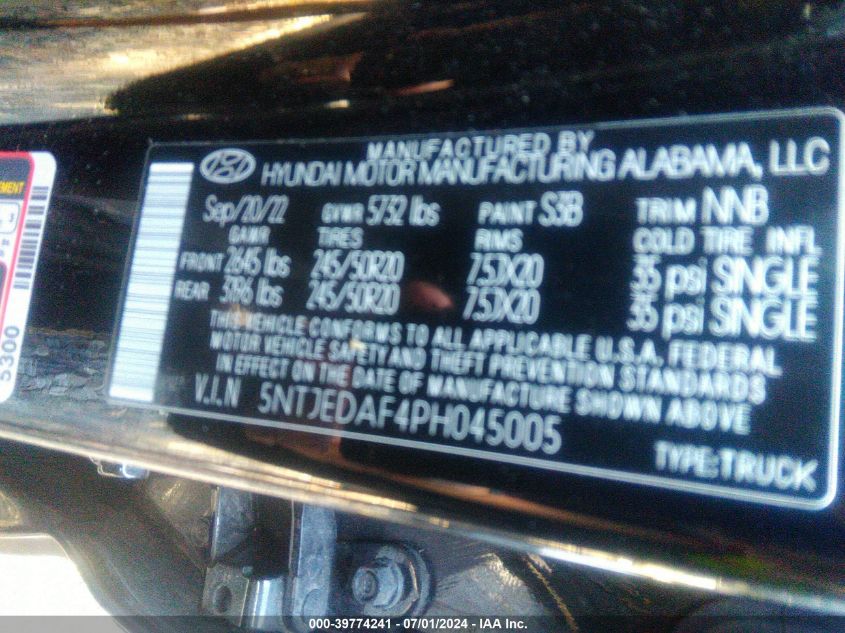 MANUFACTURED BY
HYUNDAI MOTOR MANUFACTURING ALABAMA, LLC
Sep/20/22 GVWR 5732 lbs PAINT S3B TRIM NNB
GAWR TIRES RIMS COLD TIRE INFL
FRONT 2645 lbs 245/50R20 7.5JX20 35 psi SINGLE
REAR 3196 lbs 245/50R20 7.5JX20 35 psi SINGLE
THIS VEHICLE CONFORMS TO ALL APPLICABLE U.S.A. FEDERAL
MOTOR VEHICLE SAFETY AND THEFT PREVENTION STANDARDS
IN EFFECT ON THE DATE OF MANUFACTURE SHOWN ABOVE
V.I.N 5NTJEDAF4PH045005
TYPE:TRUCK
5300
000-39774241 - 07/01/2024 - IAA Inc.